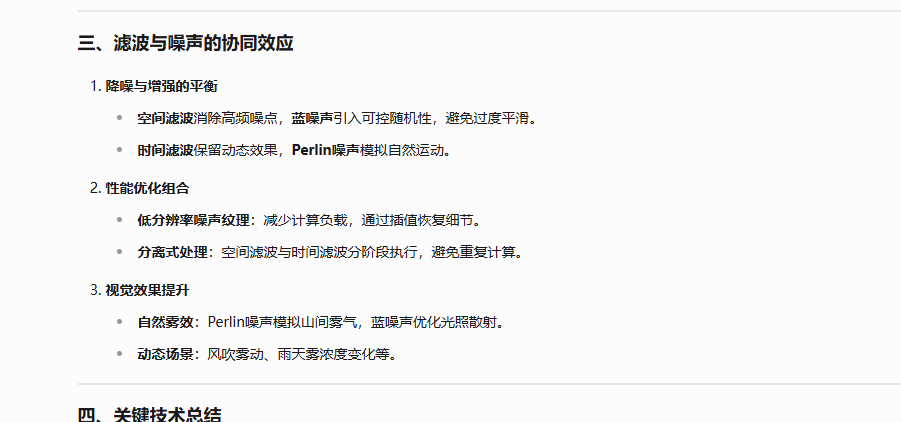 三、滤波与噪声的协同效应
1. 降噪与增强的平衡
空间滤波消除高频噪点，蓝噪声引入可控随机性，避免过度平滑。
时间滤波保留动态效果，Perlin噪声模拟自然运动。
2. 性能优化组合
低分辨率噪声纹理：减少计算负载，通过插值恢复细节。
分离式处理：空间滤波与时间滤波分阶段执行，避免重复计算。
3. 视觉效果提升
自然雾效：Perlin噪声模拟山间雾气，蓝噪声优化光照散射。
动态场景：风吹雾动、雨天雾浓度变化等。
四、关键技术总结